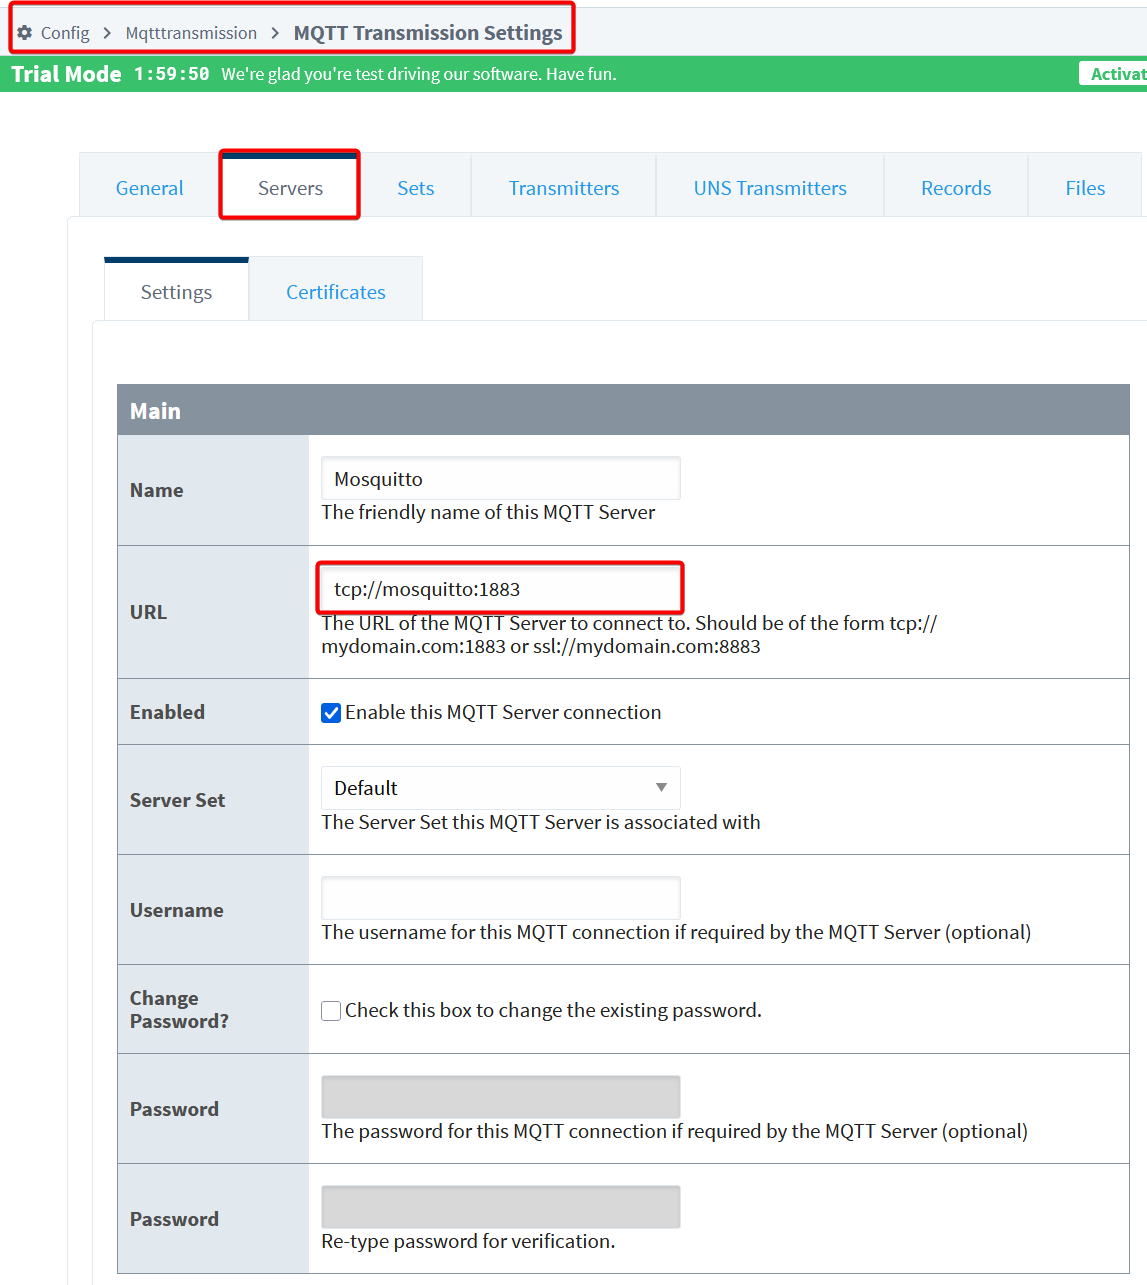 Config > Mqtttransmission > MQTT Transmission Settings
Trial Mode 1:59:50 We're glad you're test driving our software. Have fun.
General Servers Sets Transmitters UNS Transmitters Records Files
Settings Certificates
Main
Name
Mosquitto
The friendly name of this MQTT Server
URL
tcp://mosquitto:1883
The URL of the MQTT Server to connect to. Should be of the form tcp://
mydomain.com:1883 or ssl://mydomain.com:8883
Enabled
Enable this MQTT Server connection
Server Set
Default
The Server Set this MQTT Server is associated with
Username
The username for this MQTT connection if required by the MQTT Server (optional)
Change
Password?
Check this box to change the existing password.
Password
The password for this MQTT connection if required by the MQTT Server (optional)
Password
Re-type password for verification.